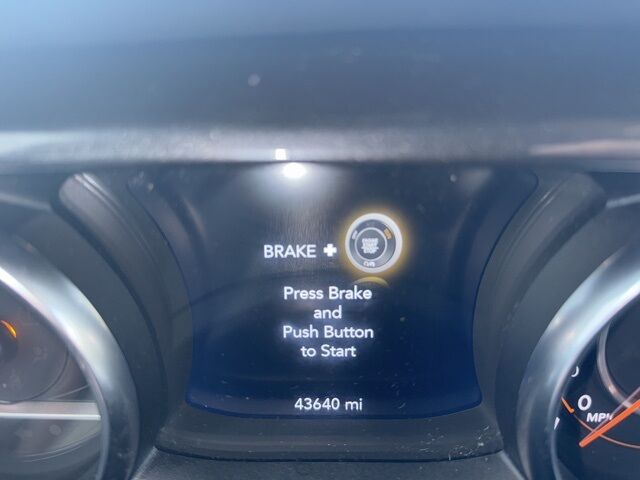 BRAKE +
Press Brake
and
Push Button
to Start
43640 mi
0
MPH